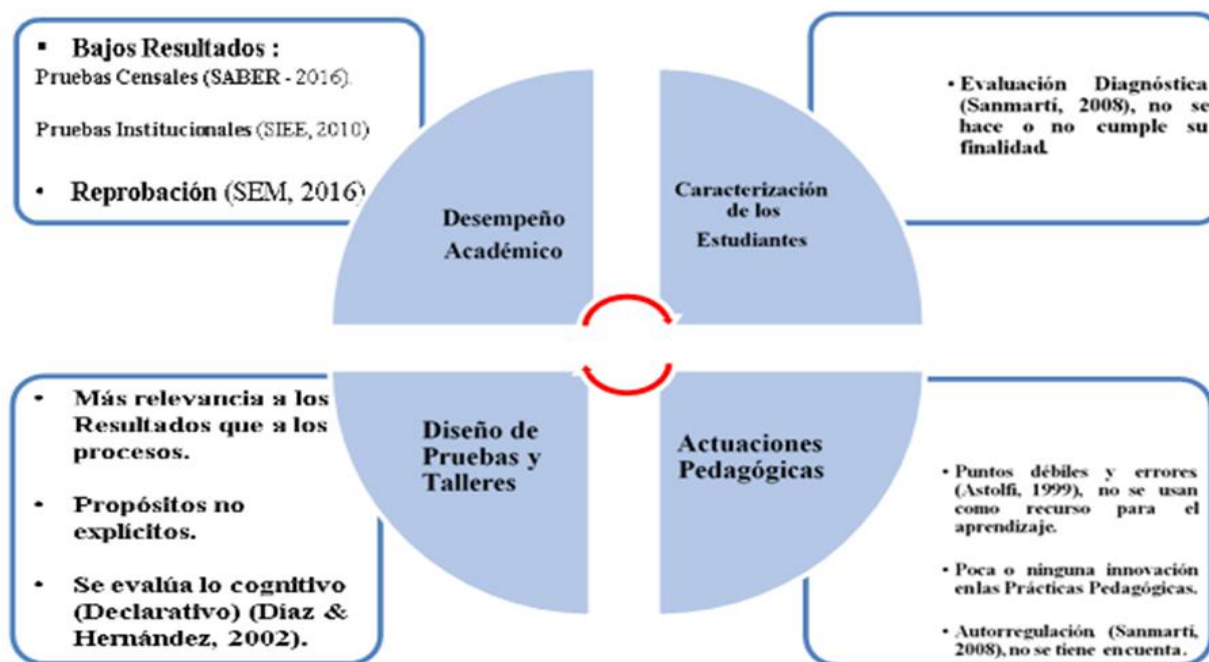 ▪ Bajos Resultados :
Pruebas Censales (SABER - 2016).
Pruebas Institucionales (SIEE, 2010)
• Reprobación (SEM, 2016)
Desempeño
Académico
Caracterización
de los
Estudiantes
• Evaluación Diagnóstica
(Sanmartí, 2008), no se
hace o no cumple su
finalidad.
• Más relevancia a los
Resultados que a los
procesos.
• Propósitos no
explícitos.
• Se evalúa lo cognitivo
(Declarativo) (Díaz &
Hernández, 2002).
Diseño de
Pruebas y
Talleres
Actuaciones
Pedagógicas
• Puntos débiles y errores
(Astolfi, 1999), no se usan
como recurso para el
aprendizaje.
• Poca o ninguna innovación
en las Prácticas Pedagógicas.
• Autorregulación (Sanmartí,
2008), no se tiene en cuenta.